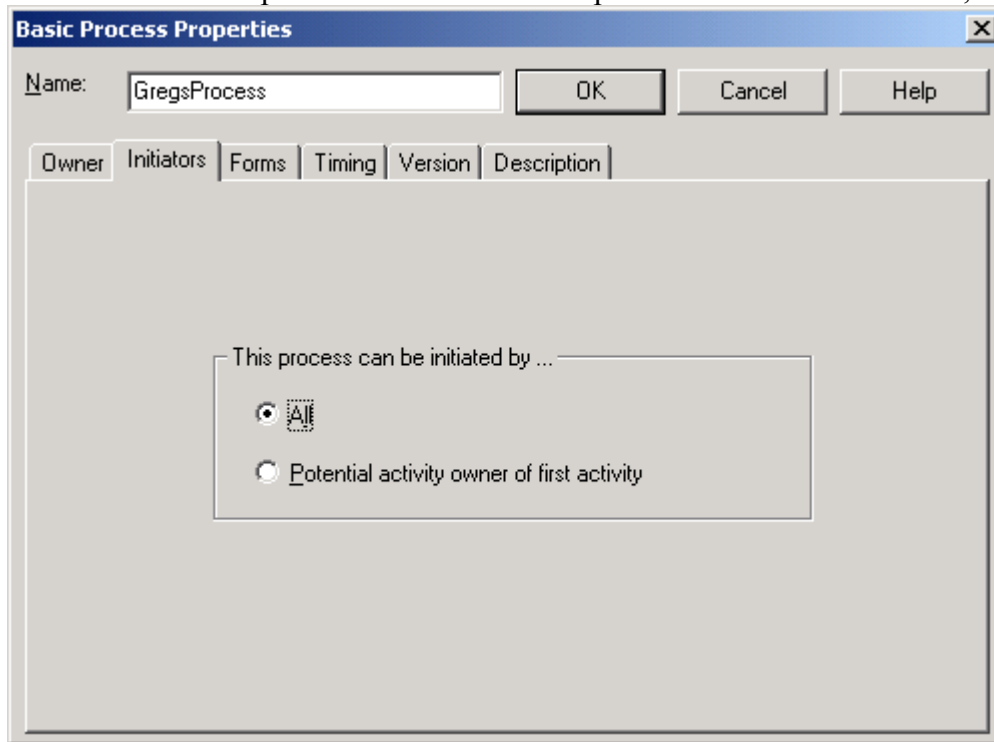 Basic Process Properties
Name: GregsProcess OK Cancel Help
Owner Initiators Forms Timing Version Description
This process can be initiated by ...
All
Potential activity owner of first activity